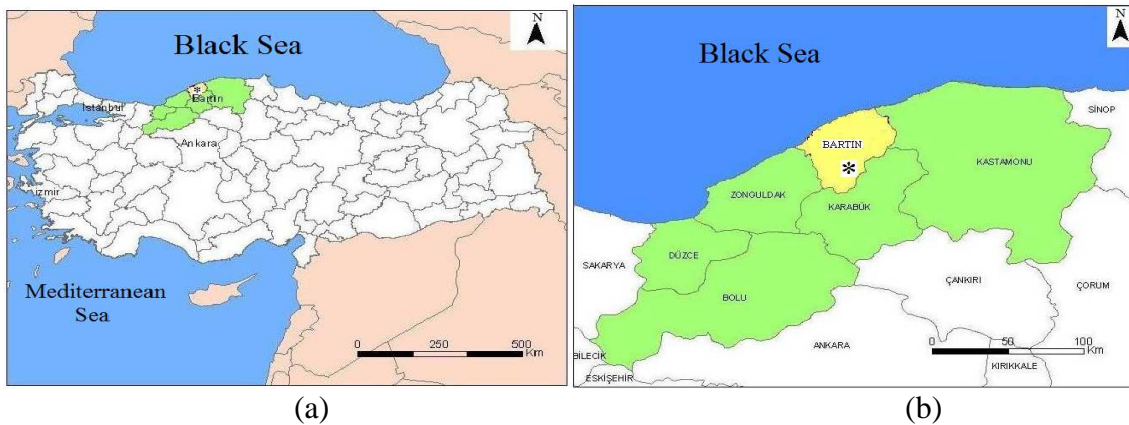 Black Sea
N
*
Bartın
İstanbul
Ankara
İzmir
Mediterranean
Sea
0 250 500
Km
(a)
N
Black Sea
SİNOP
BARTIN
*
KASTAMONU
ZONGULDAK
KARABÜK
SAKARYA
DÜZCE
ÇANKIRI
ÇORUM
BOLU
ANKARA
0 50 100
Km
BİLECİK
KIRIKKALE
ESKİŞEHİR
(b)